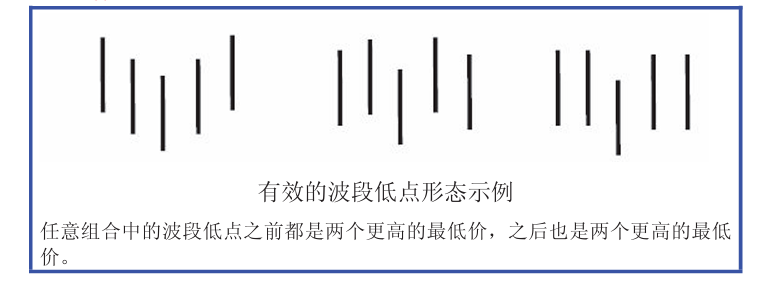 有效的波段低点形态示例
任意组合中的波段低点之前都是两个更高的最低价，之后也是两个更高的最低
价。